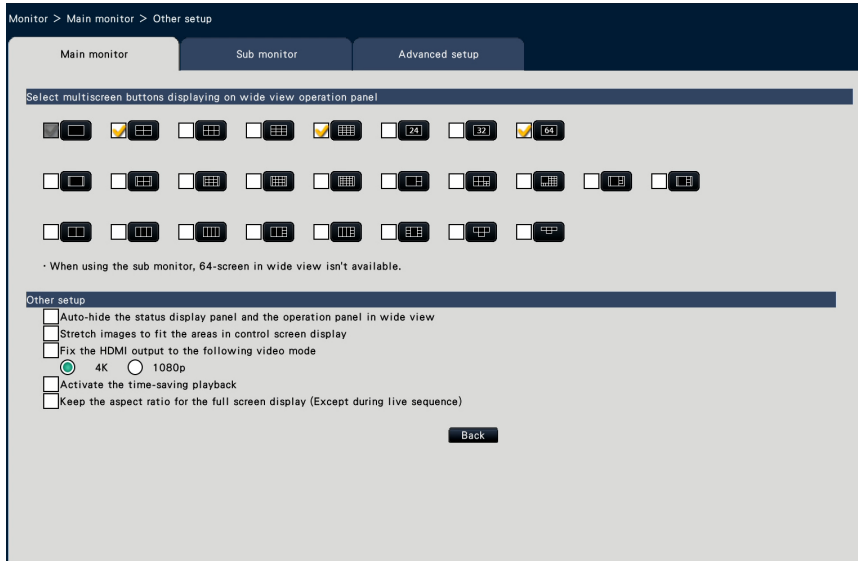 Monitor > Main monitor > Other setup
Main monitor Sub monitor Advanced setup
Select multiscreen buttons displaying on wide view operation panel
24 32 64
· When using the sub monitor, 64-screen in wide view isn't available.
Other setup
Auto-hide the status display panel and the operation panel in wide view
Stretch images to fit the areas in control screen display
Fix the HDMI output to the following video mode
4K 1080p
Activate the time-saving playback
Keep the aspect ratio for the full screen display (Except during live sequence)
Back